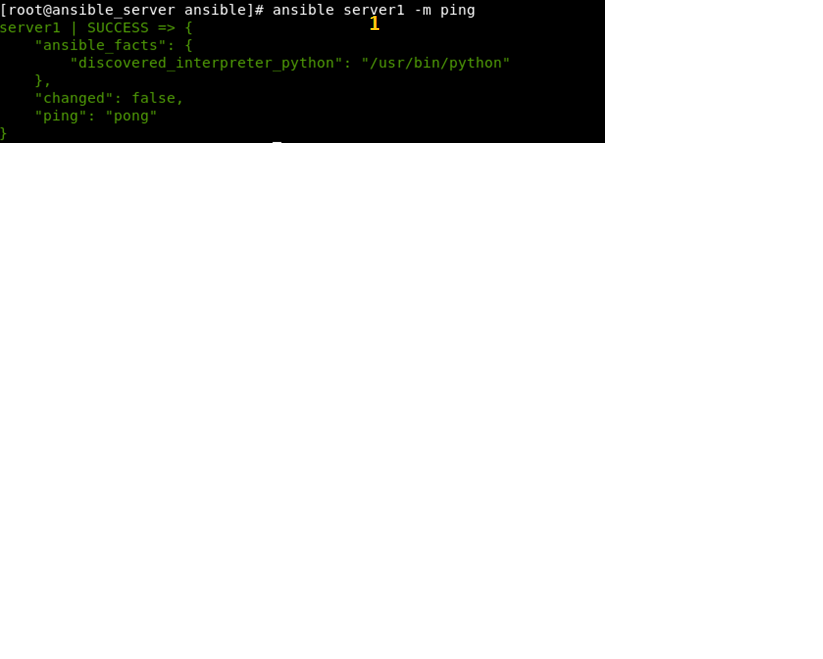 [root@ansible_server ansible]# ansible server1 -m ping
1
server1 | SUCCESS => {
    "ansible_facts": {
        "discovered_interpreter_python": "/usr/bin/python"
    },
    "changed": false,
    "ping": "pong"
}